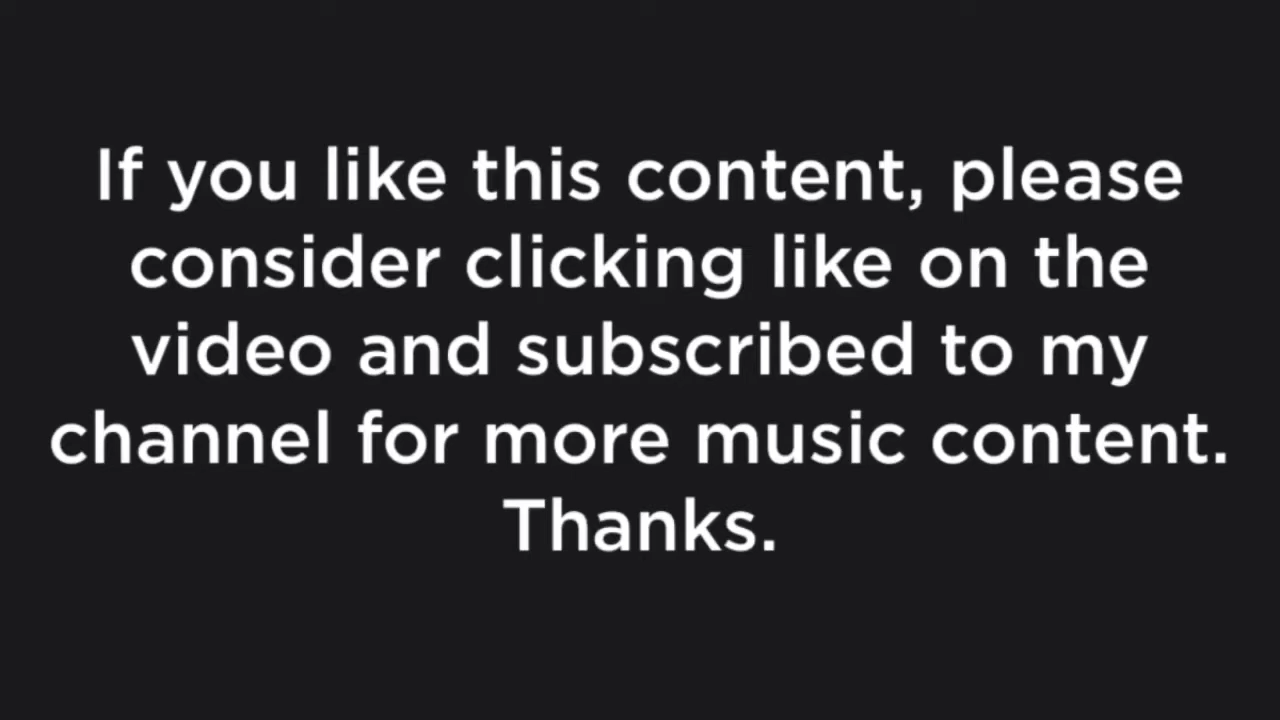 If you like this content, please
consider clicking like on the
video and subscribed to my
channel for more music content.
Thanks.